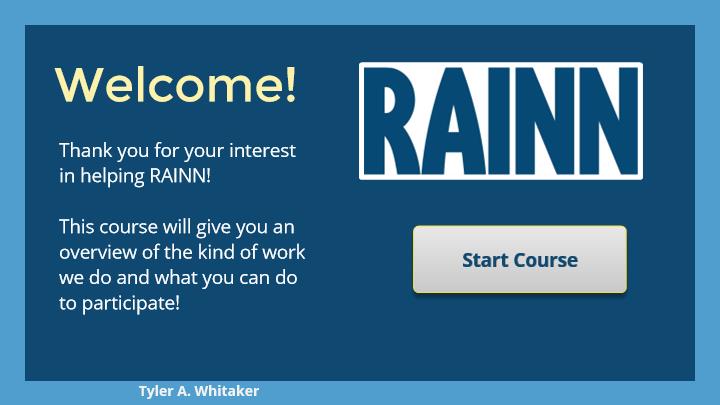 Welcome!
Thank you for your interest
in helping RAINN!
This course will give you an
overview of the kind of work
we do and what you can do
to participate!
RAINN
Start Course
Tyler A. Whitaker